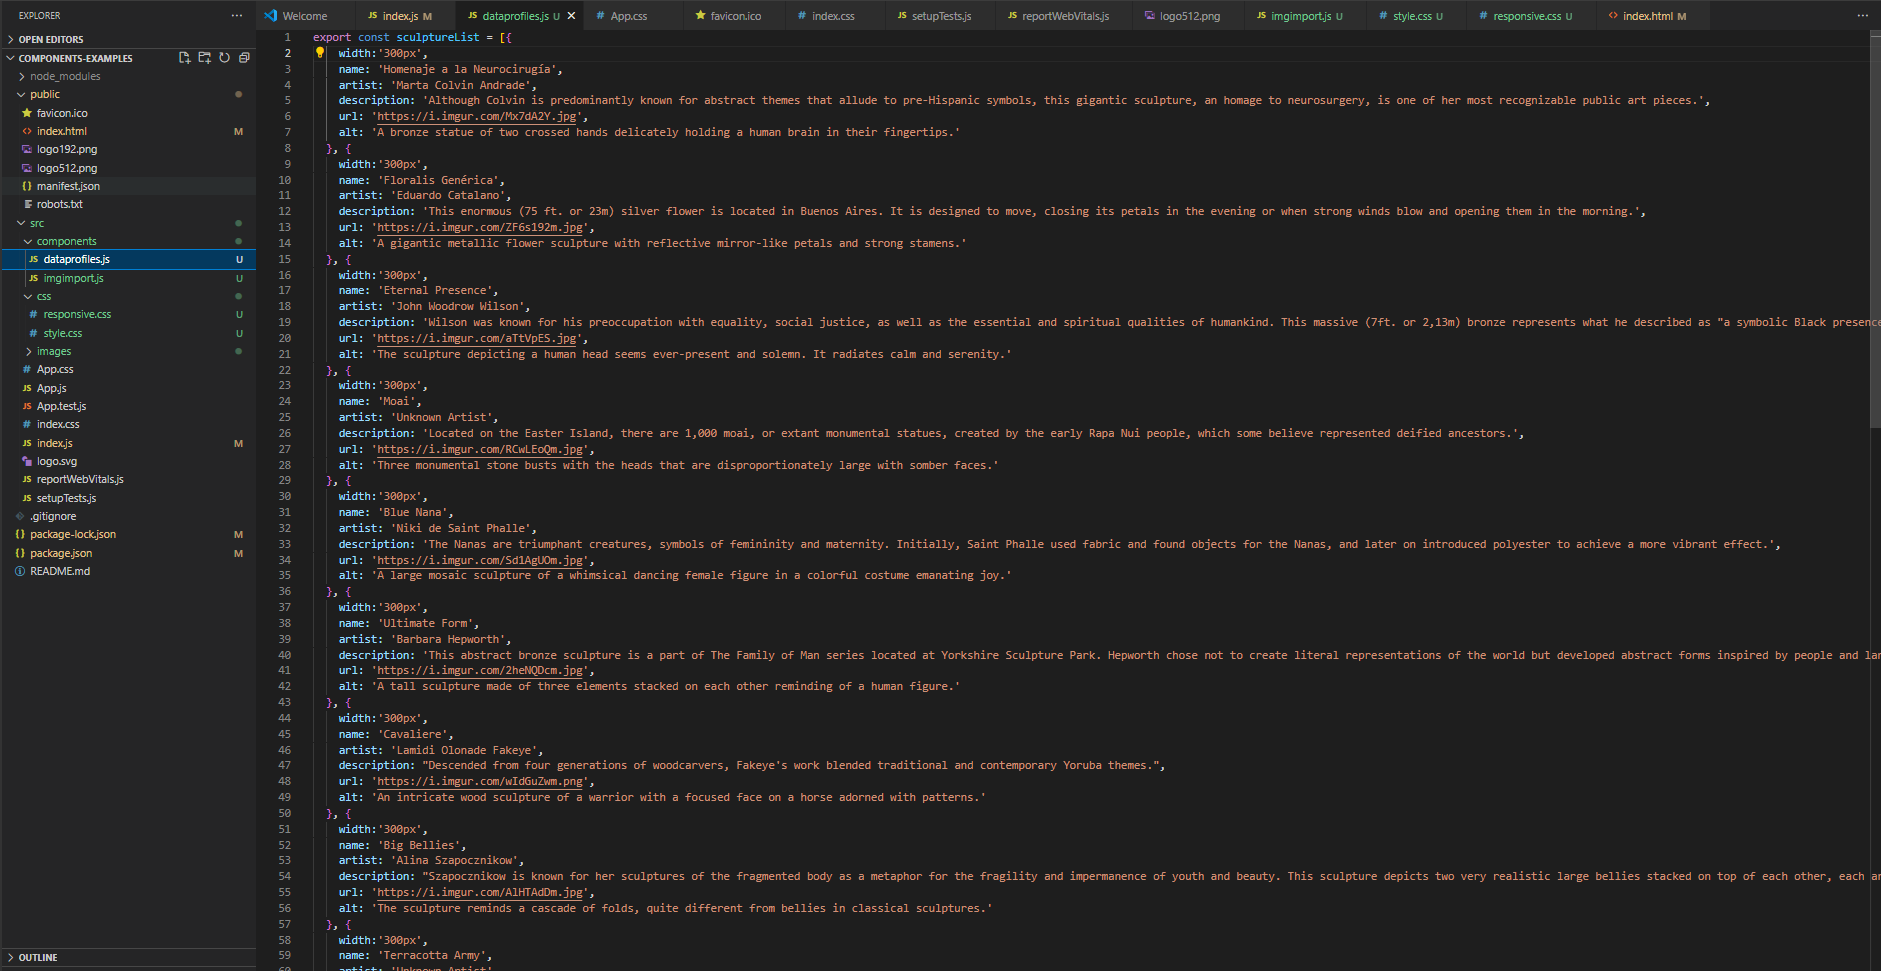 EXPLORER
OPEN EDITORS
COMPONENTS-EXAMPLES
node_modules
public
favicon.ico
index.html M
logo192.png
logo512.png
manifest.json
robots.txt
src
components
dataprofiles.js U
imgimport.js U
css
responsive.css U
style.css U
images
App.css
App.js
App.test.js
index.css
index.js M
logo.svg
reportWebVitals.js
setupTests.js
.gitignore
package-lock.json M
package.json M
README.md
OUTLINE
Welcome
JS index.js M
JS dataprofiles.js U
# App.css
favicon.ico
# index.css
JS setupTests.js
JS reportWebVitals.js
logo512.png
JS imgimport.js U
# style.css U
# responsive.css U
<> index.html M
1 export const sculptureList = [{
2 width:'300px',
3 name: 'Homenaje a la Neurocirugía',
4 artist: 'Marta Colvin Andrade',
5 description: 'Although Colvin is predominantly known for abstract themes that allude to pre-Hispanic symbols, this gigantic sculpture, an homage to neurosurgery, is one of her most recognizable public art pieces.',
6 url: 'https://i.imgur.com/Mx7dA2Y.jpg',
7 alt: 'A bronze statue of two crossed hands delicately holding a human brain in their fingertips.'
8 }, {
9 width:'300px',
10 name: 'Floralis Genérica',
11 artist: 'Eduardo Catalano',
12 description: 'This enormous (75 ft. or 23m) silver flower is located in Buenos Aires. It is designed to move, closing its petals in the evening or when strong winds blow and opening them in the morning.',
13 url: 'https://i.imgur.com/ZF6s192m.jpg',
14 alt: 'A gigantic metallic flower sculpture with reflective mirror-like petals and strong stamens.'
15 }, {
16 width:'300px',
17 name: 'Eternal Presence',
18 artist: 'John Woodrow Wilson',
19 description: 'Wilson was known for his preoccupation with equality, social justice, as well as the essential and spiritual qualities of humankind. This massive (7ft. or 2,13m) bronze represents what he described as "a symbolic Black presence
20 url: 'https://i.imgur.com/aTtVpES.jpg',
21 alt: 'The sculpture depicting a human head seems ever-present and solemn. It radiates calm and serenity.'
22 }, {
23 width:'300px',
24 name: 'Moai',
25 artist: 'Unknown Artist',
26 description: 'Located on the Easter Island, there are 1,000 moai, or extant monumental statues, created by the early Rapa Nui people, which some believe represented deified ancestors.',
27 url: 'https://i.imgur.com/RCwLEoQm.jpg',
28 alt: 'Three monumental stone busts with the heads that are disproportionately large with somber faces.'
29 }, {
30 width:'300px',
31 name: 'Blue Nana',
32 artist: 'Niki de Saint Phalle',
33 description: 'The Nanas are triumphant creatures, symbols of femininity and maternity. Initially, Saint Phalle used fabric and found objects for the Nanas, and later on introduced polyester to achieve a more vibrant effect.',
34 url: 'https://i.imgur.com/Sd1AgUOm.jpg',
35 alt: 'A large mosaic sculpture of a whimsical dancing female figure in a colorful costume emanating joy.'
36 }, {
37 width:'300px',
38 name: 'Ultimate Form',
39 artist: 'Barbara Hepworth',
40 description: 'This abstract bronze sculpture is a part of The Family of Man series located at Yorkshire Sculpture Park. Hepworth chose not to create literal representations of the world but developed abstract forms inspired by people and lan
41 url: 'https://i.imgur.com/2heNQDcm.jpg',
42 alt: 'A tall sculpture made of three elements stacked on each other reminding of a human figure.'
43 }, {
44 width:'300px',
45 name: 'Cavaliere',
46 artist: 'Lamidi Olonade Fakeye',
47 description: "Descended from four generations of woodcarvers, Fakeye's work blended traditional and contemporary Yoruba themes.",
48 url: 'https://i.imgur.com/wIdGuZwm.png',
49 alt: 'An intricate wood sculpture of a warrior with a focused face on a horse adorned with patterns.'
50 }, {
51 width:'300px',
52 name: 'Big Bellies',
53 artist: 'Alina Szapocznikow',
54 description: "Szapocznikow is known for her sculptures of the fragmented body as a metaphor for the fragility and impermanence of youth and beauty. This sculpture depicts two very realistic large bellies stacked on top of each other, each ar
55 url: 'https://i.imgur.com/AlHTAdDm.jpg',
56 alt: 'The sculpture reminds a cascade of folds, quite different from bellies in classical sculptures.'
57 }, {
58 width:'300px',
59 name: 'Terracotta Army',
60 artist: 'Unknown Artist'